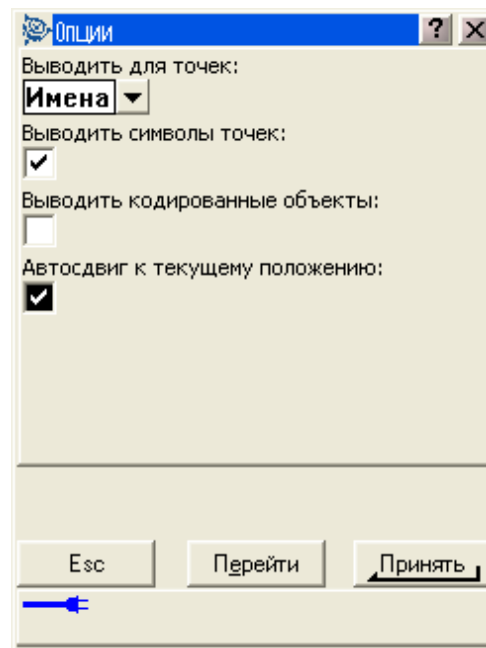 Опции ? X
Выводить для точек:
Имена
Выводить символы точек:
Выводить кодированные объекты:
Автосдвиг к текущему положению:
Esc Перейти Принять